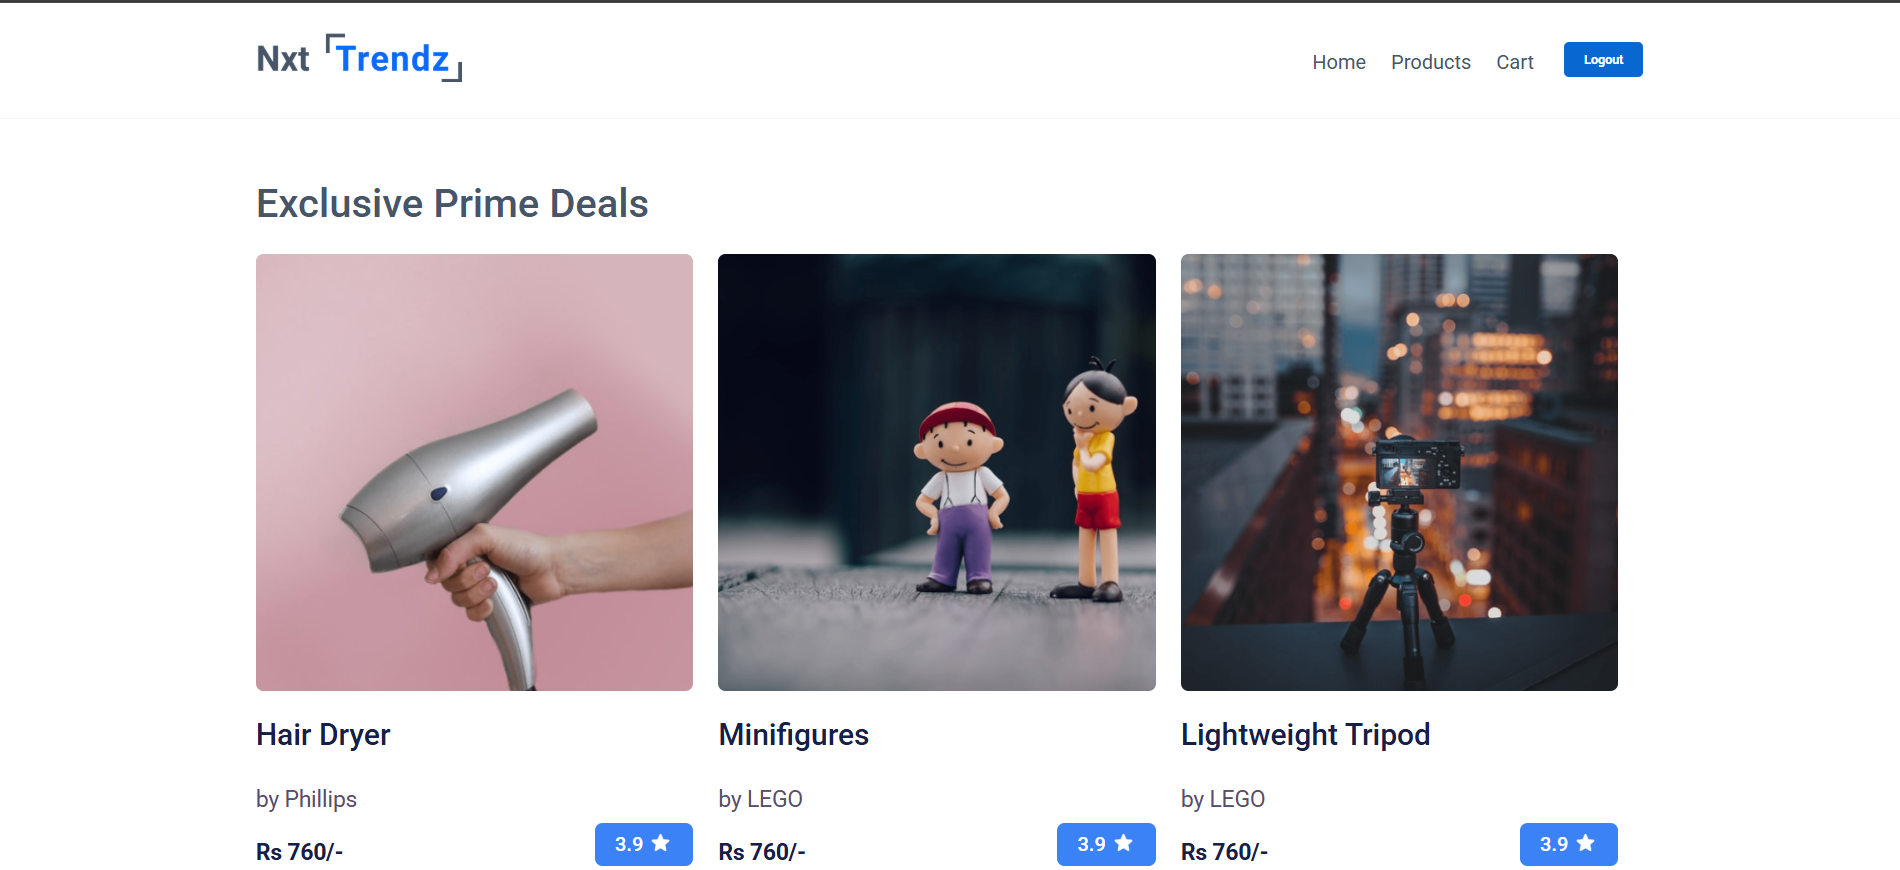 Nxt Trendz
Home Products Cart Logout
Exclusive Prime Deals
Hair Dryer
by Phillips
Rs 760/-
3.9
Minifigures
by LEGO
Rs 760/-
3.9
Lightweight Tripod
by LEGO
Rs 760/-
3.9